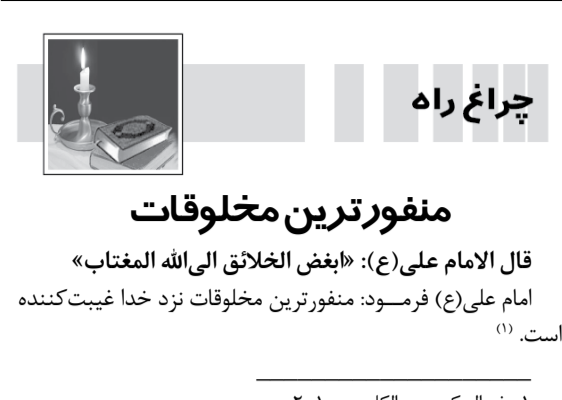 چراغ راه
منفورترین مخلوقات
قال الامام علی(ع): «ابغض الخلائق الی‌الله المغتاب»
امام علی(ع) فرمـــود: منفورترین مخلوقات نزد خدا غیبت‌کننده
است. (۱)